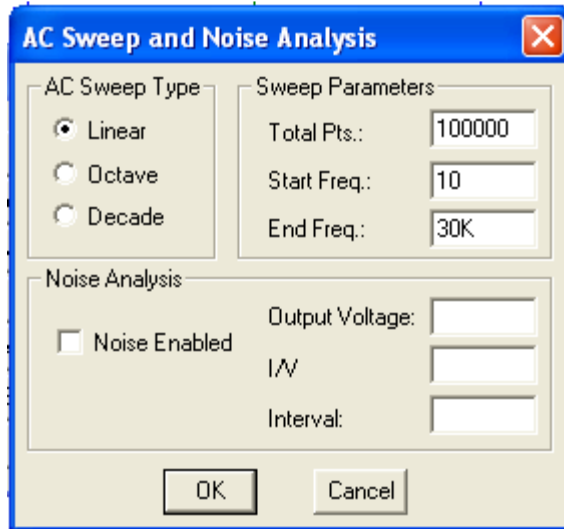 AC Sweep and Noise Analysis
AC Sweep Type
Linear
Octave
Decade
Sweep Parameters
Total Pts.: 100000
Start Freq.: 10
End Freq.: 30K
Noise Analysis
Noise Enabled
Output Voltage:
I/V
Interval:
OK
Cancel